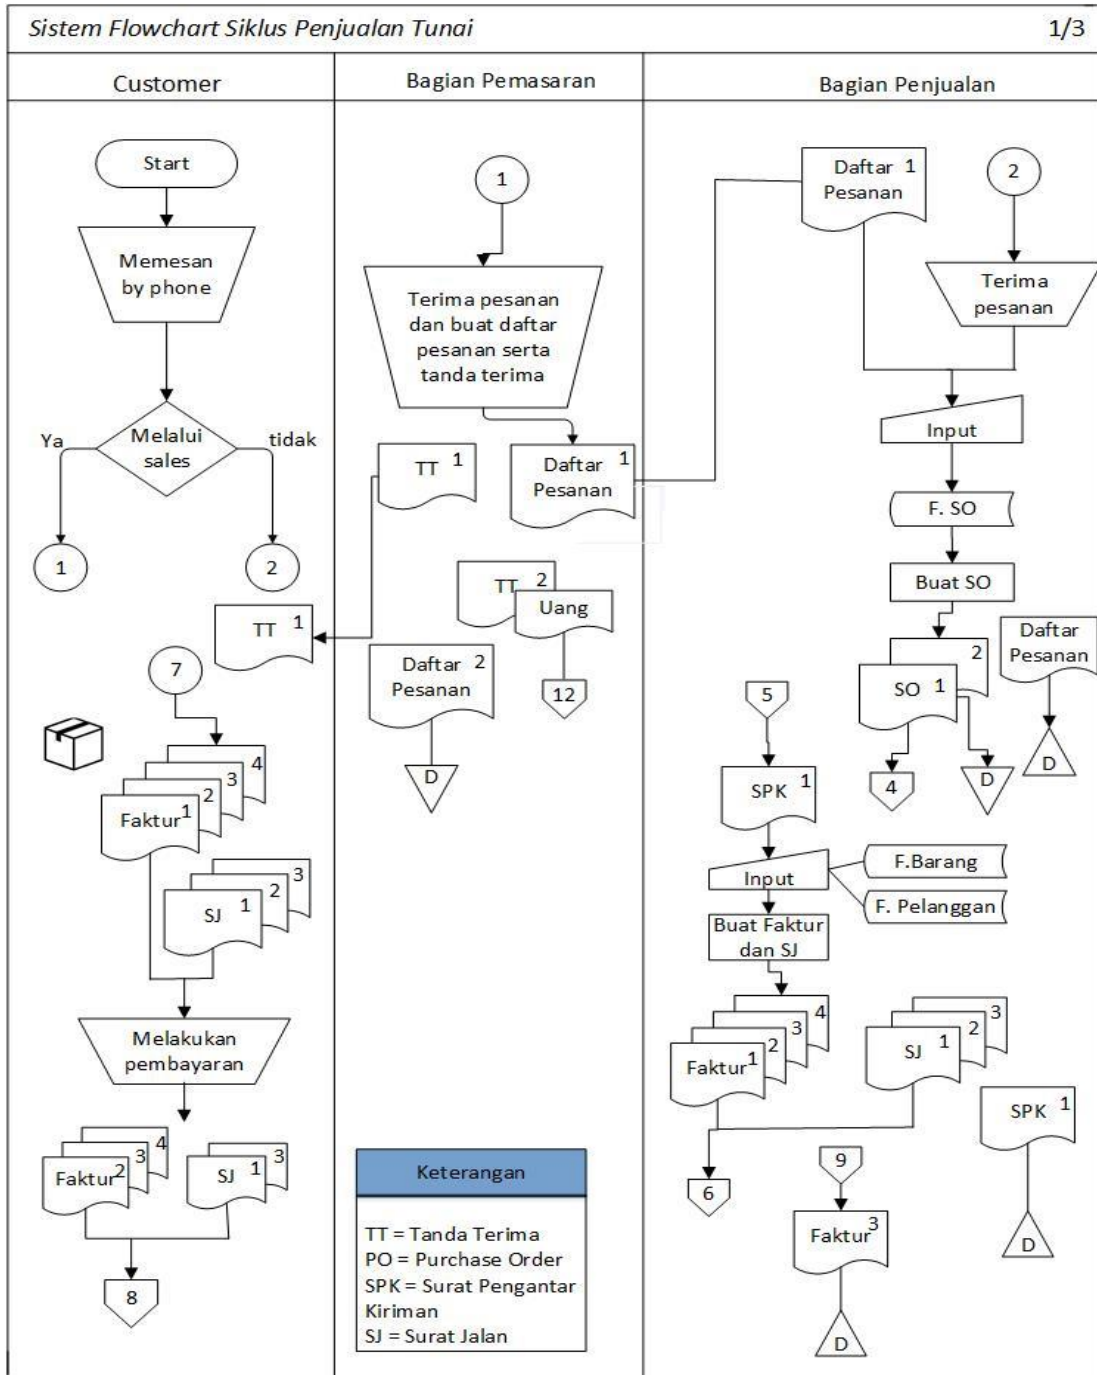 Sistem Flowchart Siklus Penjualan Tunai
1/3
Customer
Start
Memesan
by phone
Melalui
sales
Ya
tidak
1
2
TT 1
7
4
3
2
Faktur 1
3
2
SJ 1
Melakukan
pembayaran
4
3
Faktur 2
3
SJ 1
8
Bagian Pemasaran
1
Terima pesanan
dan buat daftar
pesanan serta
tanda terima
TT 1
Daftar 1
Pesanan
TT 2
Uang
12
Daftar 2
Pesanan
D
Keterangan
TT = Tanda Terima
PO = Purchase Order
SPK = Surat Pengantar
Kiriman
SJ = Surat Jalan
Bagian Penjualan
Daftar 1
Pesanan
2
Terima
pesanan
Input
F. SO
Buat SO
2
SO 1
4
D
Daftar
Pesanan
D
5
SPK 1
Input
F.Barang
F. Pelanggan
Buat Faktur
dan SJ
4
3
2
Faktur 1
3
2
SJ 1
6
SPK 1
D
9
Faktur 3
D